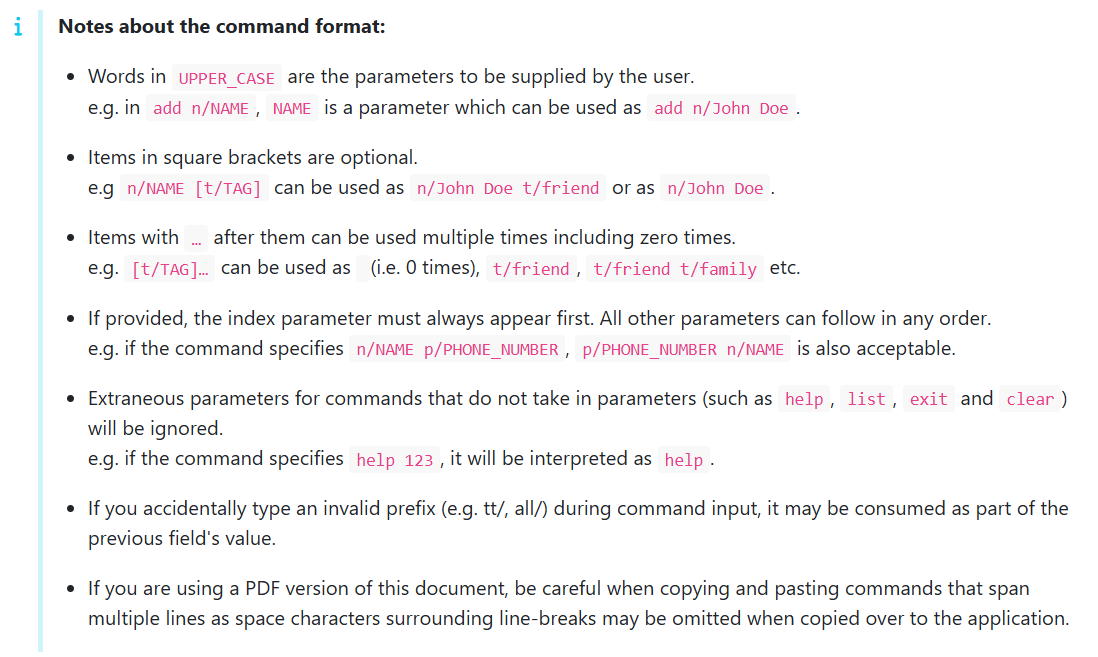 i
Notes about the command format:
• Words in UPPER_CASE are the parameters to be supplied by the user.
e.g. in add n/NAME , NAME is a parameter which can be used as add n/John Doe .
• Items in square brackets are optional.
e.g n/NAME [t/TAG] can be used as n/John Doe t/friend or as n/John Doe .
• Items with … after them can be used multiple times including zero times.
e.g. [t/TAG]… can be used as (i.e. 0 times), t/friend , t/friend t/family etc.
• If provided, the index parameter must always appear first. All other parameters can follow in any order.
e.g. if the command specifies n/NAME p/PHONE_NUMBER , p/PHONE_NUMBER n/NAME is also acceptable.
• Extraneous parameters for commands that do not take in parameters (such as help , list , exit and clear )
will be ignored.
e.g. if the command specifies help 123 , it will be interpreted as help .
• If you accidentally type an invalid prefix (e.g. tt/, all/) during command input, it may be consumed as part of the
previous field's value.
• If you are using a PDF version of this document, be careful when copying and pasting commands that span
multiple lines as space characters surrounding line-breaks may be omitted when copied over to the application.